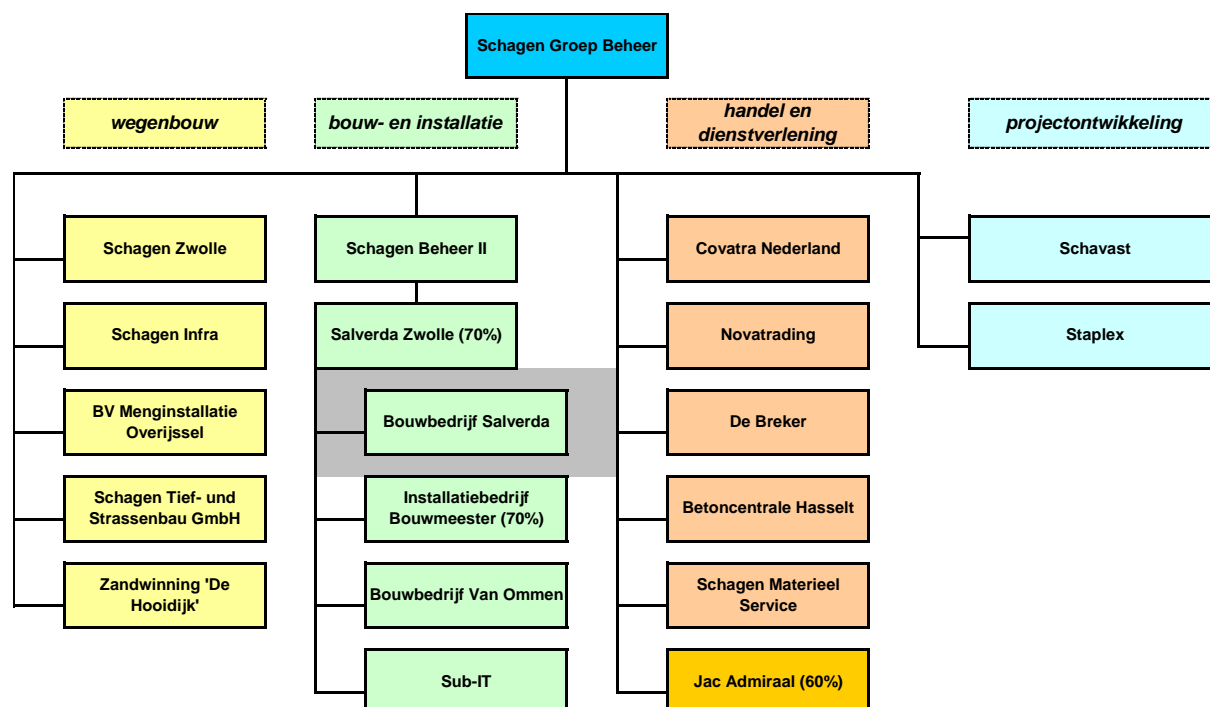 Schagen Groep Beheer
wegenbouw
bouw- en installatie
handel en
dienstverlening
projectontwikkeling
Schagen Zwolle
Schagen Infra
BV Menginstallatie
Overijssel
Schagen Tief- und
Strassenbau GmbH
Zandwinning 'De
Hooidijk'
Schagen Beheer II
Salverda Zwolle (70%)
Bouwbedrijf Salverda
Installatiebedrijf
Bouwmeester (70%)
Bouwbedrijf Van Ommen
Sub-IT
Covatra Nederland
Novatrading
De Breker
Betoncentrale Hasselt
Schagen Materieel
Service
Jac Admiraal (60%)
Schavast
Staplex